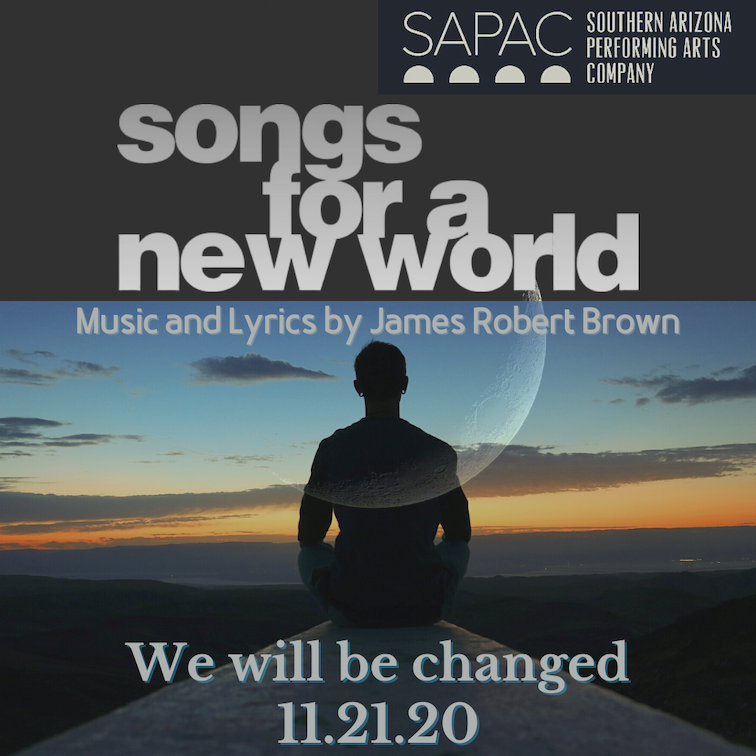 SAPAC
SOUTHERN ARIZONA
PERFORMING ARTS
COMPANY
songs
for a
new world
Music and Lyrics by James Robert Brown
We will be changed
11.21.20